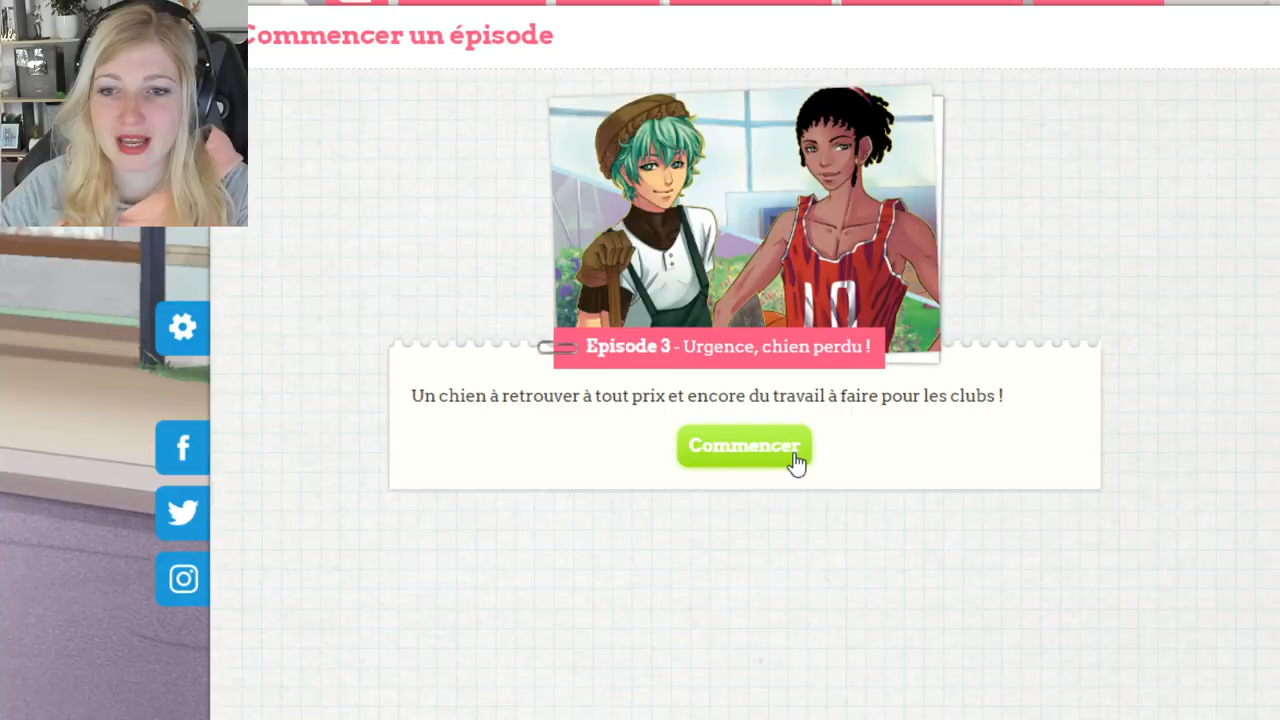 Commencer un épisode
10
Episode 3 - Urgence, chien perdu !
Un chien à retrouver à tout prix et encore du travail à faire pour les clubs !
Commencer